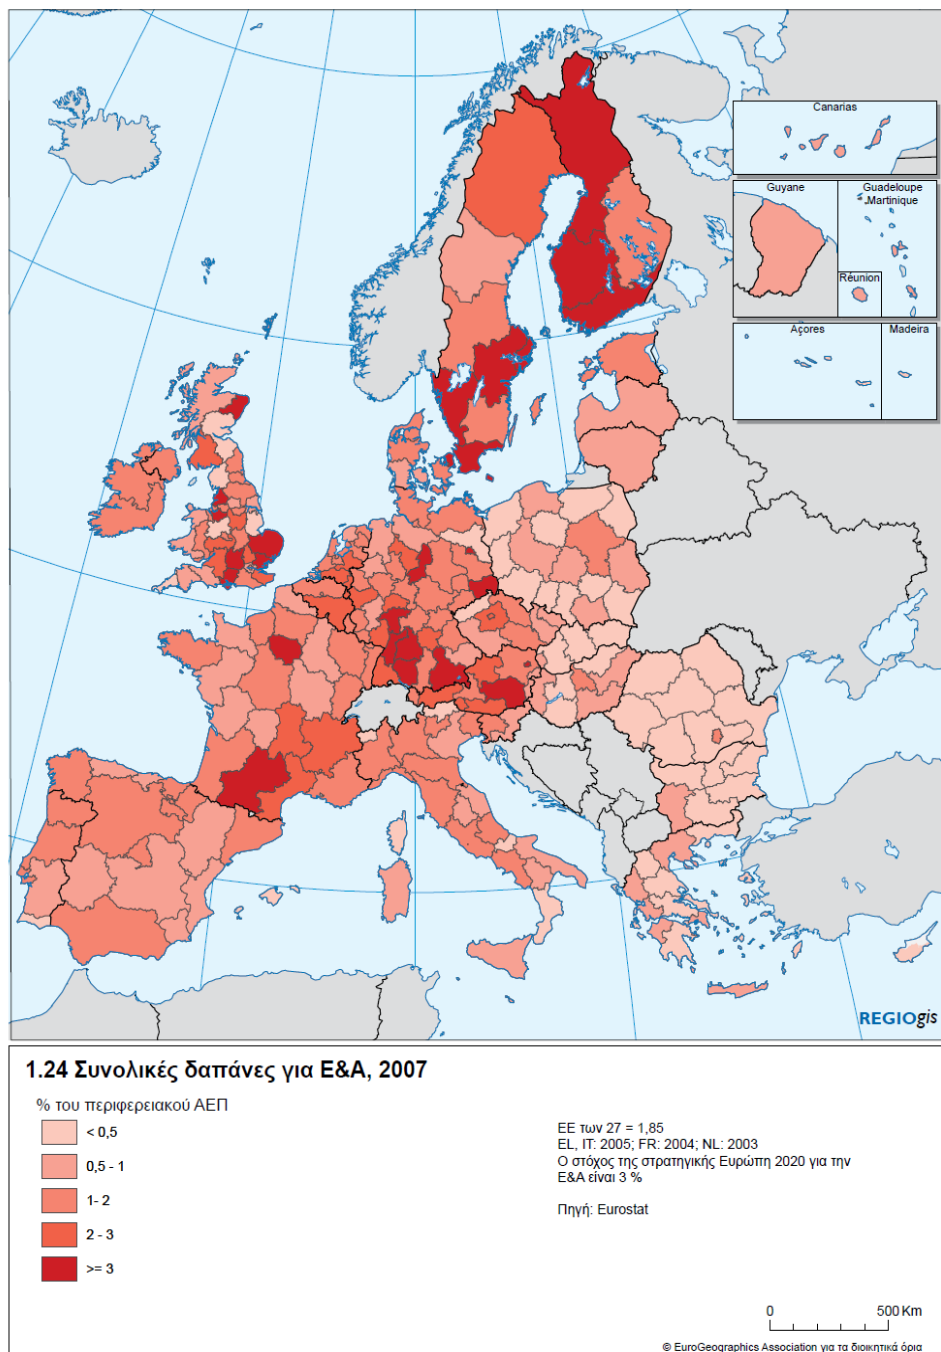 Canarias
Guyane
Guadeloupe
Martinique
Réunion
Açores
Madeira
REGIOgis
1.24 Συνολικές δαπάνες για Ε&Α, 2007
% του περιφερειακού ΑΕΠ
< 0,5
0,5 - 1
1- 2
2 - 3
>= 3
ΕΕ των 27 = 1,85
EL, IT: 2005; FR: 2004; NL: 2003
Ο στόχος της στρατηγικής Ευρώπη 2020 για την
Ε&Α είναι 3 %
Πηγή: Eurostat
0 500 Km
© EuroGeographics Association για τα διοικητικά όρια